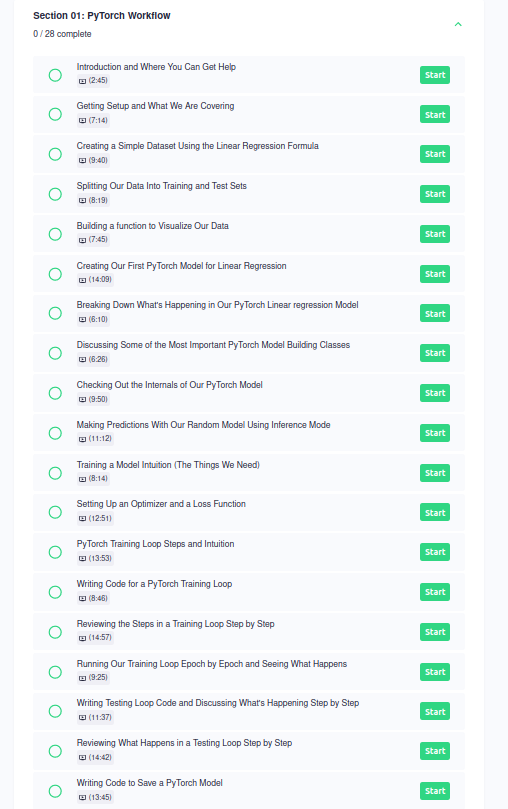 Section 01: PyTorch Workflow
0 / 28 complete
Introduction and Where You Can Get Help
(2:45)
Start
Getting Setup and What We Are Covering
(7:14)
Start
Creating a Simple Dataset Using the Linear Regression Formula
(9:40)
Start
Splitting Our Data Into Training and Test Sets
(8:19)
Start
Building a function to Visualize Our Data
(7:45)
Start
Creating Our First PyTorch Model for Linear Regression
(14:09)
Start
Breaking Down What's Happening in Our PyTorch Linear regression Model
(6:10)
Start
Discussing Some of the Most Important PyTorch Model Building Classes
(6:26)
Start
Checking Out the Internals of Our PyTorch Model
(9:50)
Start
Making Predictions With Our Random Model Using Inference Mode
(11:12)
Start
Training a Model Intuition (The Things We Need)
(8:14)
Start
Setting Up an Optimizer and a Loss Function
(12:51)
Start
PyTorch Training Loop Steps and Intuition
(13:53)
Start
Writing Code for a PyTorch Training Loop
(8:46)
Start
Reviewing the Steps in a Training Loop Step by Step
(14:57)
Start
Running Our Training Loop Epoch by Epoch and Seeing What Happens
(9:25)
Start
Writing Testing Loop Code and Discussing What's Happening Step by Step
(11:37)
Start
Reviewing What Happens in a Testing Loop Step by Step
(14:42)
Start
Writing Code to Save a PyTorch Model
(13:45)
Start